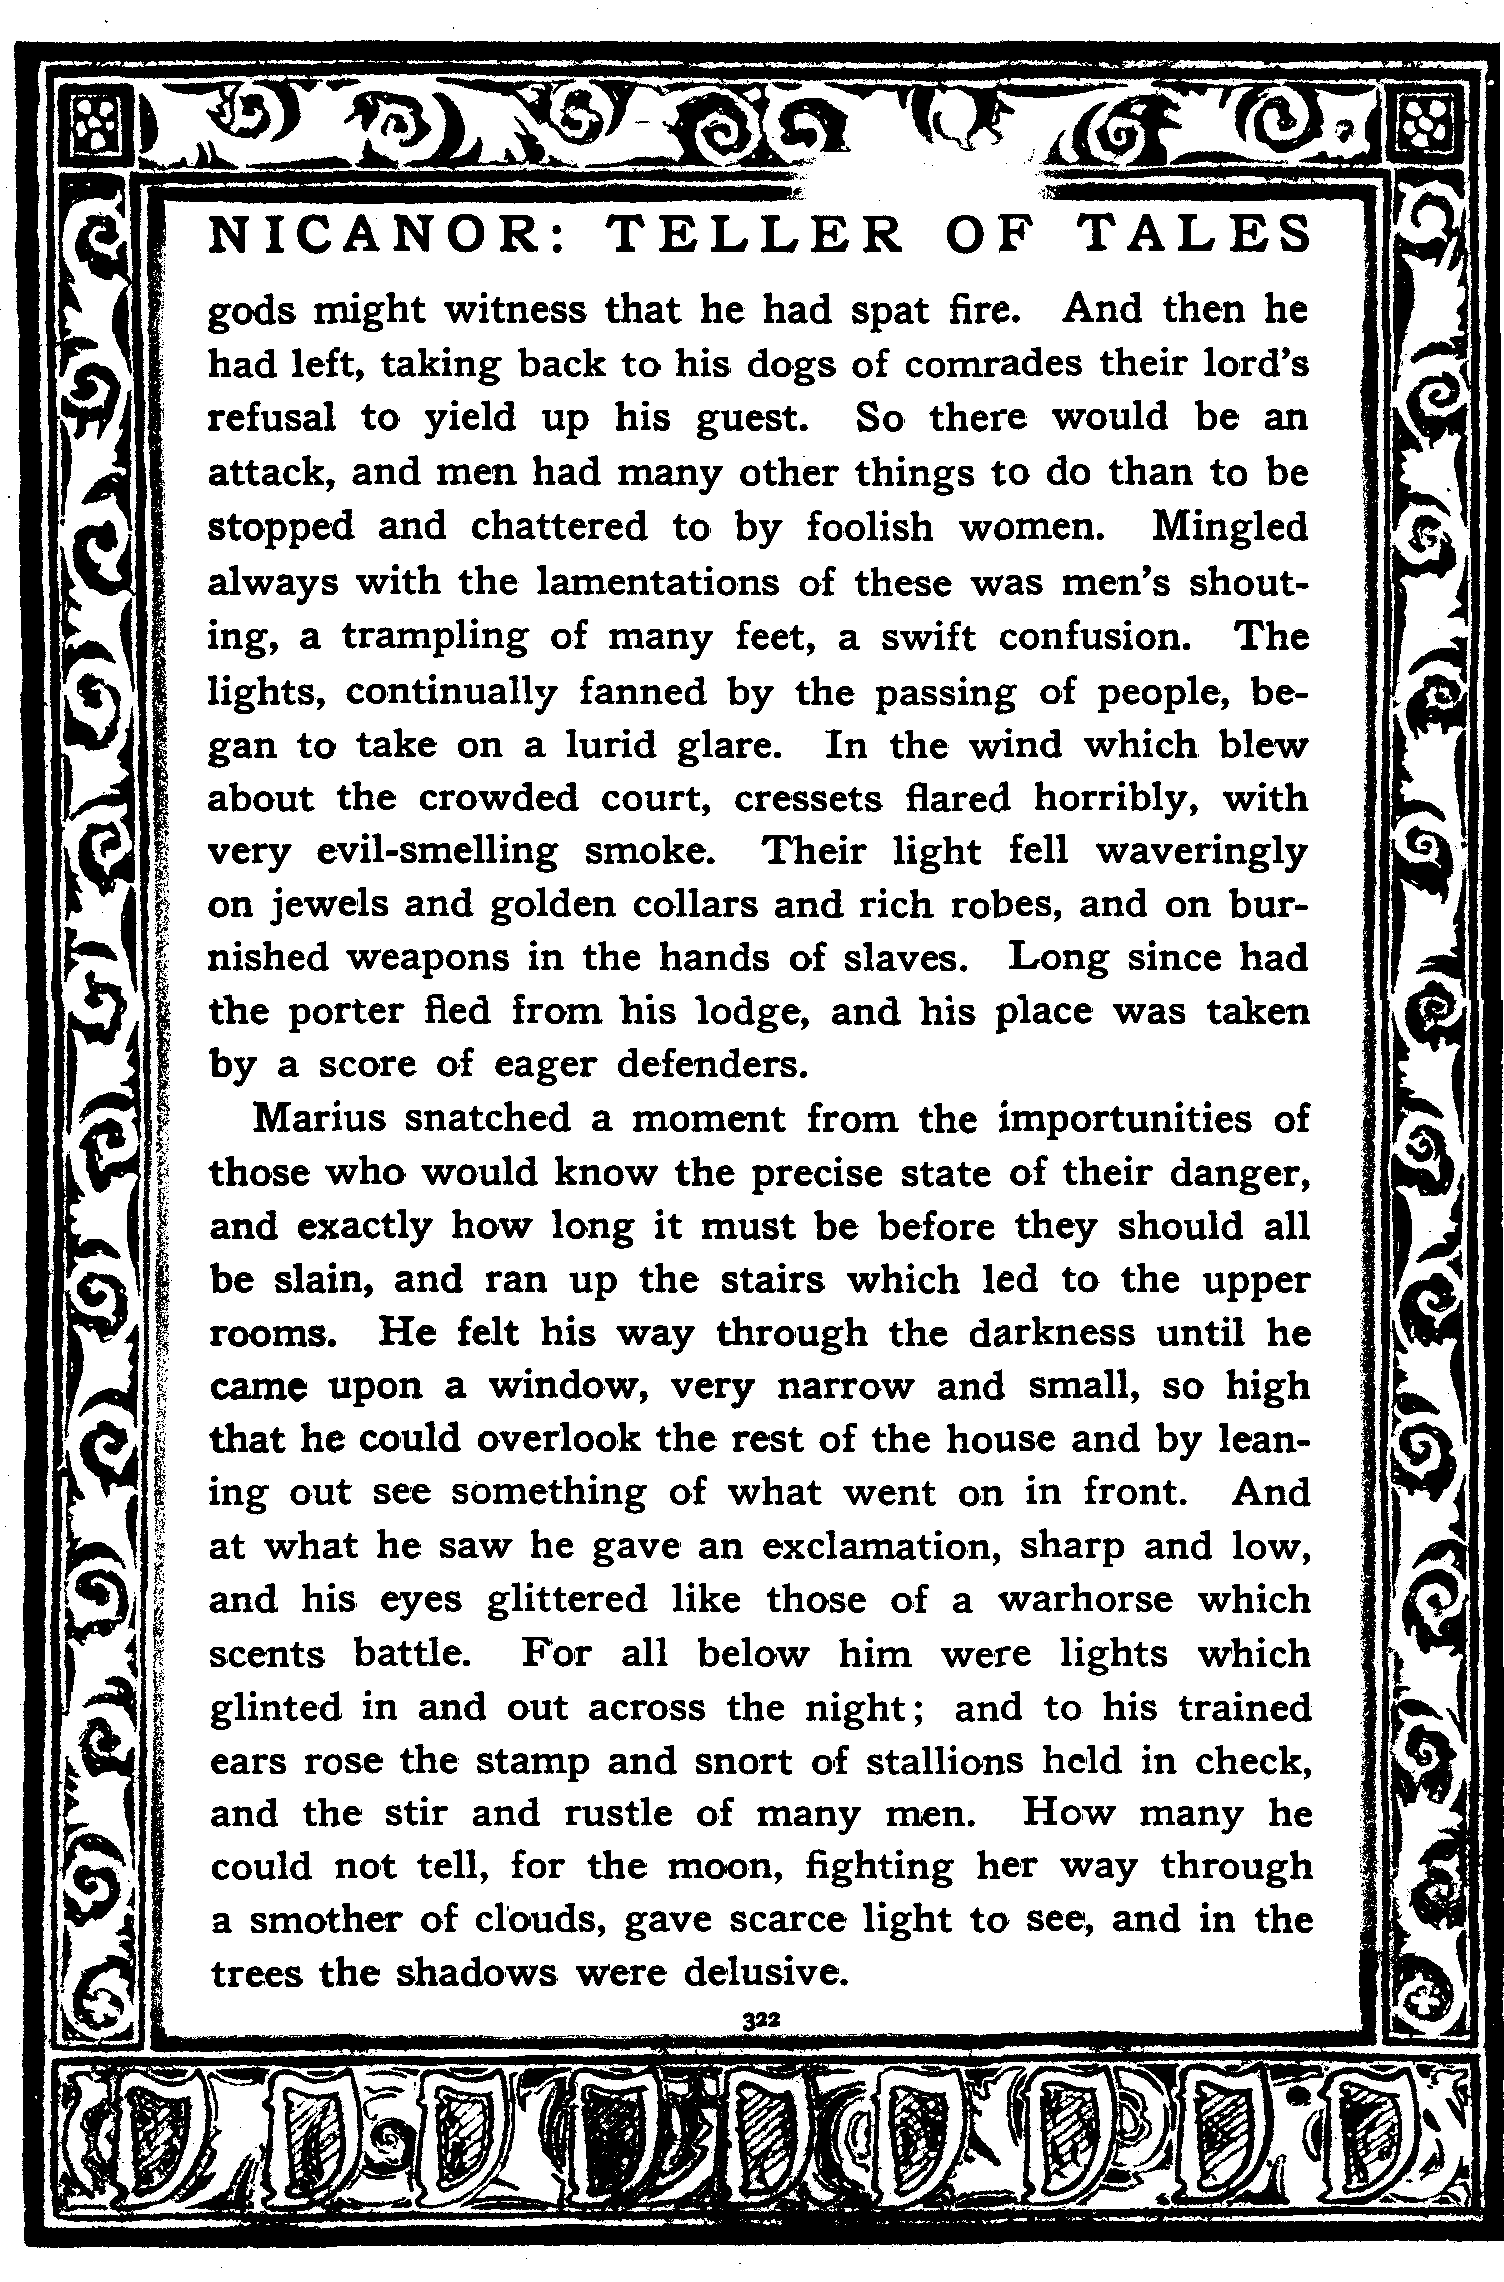 NICANOR: TELLER OF TALES
gods might witness that he had spat fire. And then he
had left, taking back to his dogs of comrades their lord's
refusal to yield up his guest. So there would be an
attack, and men had many other things to do than to be
stopped and chattered to by foolish women. Mingled
always with the lamentations of these was men's shout-
ing, a trampling of many feet, a swift confusion. The
lights, continually fanned by the passing of people, be-
gan to take on a lurid glare. In the wind which blew
about the crowded court, cressets flared horribly, with
very evil-smelling smoke. Their light fell waveringly
on jewels and golden collars and rich robes, and on bur-
nished weapons in the hands of slaves. Long since had
the porter fled from his lodge, and his place was taken
by a score of eager defenders.
Marius snatched a moment from the importunities of
those who would know the precise state of their danger,
and exactly how long it must be before they should all
be slain, and ran up the stairs which led to the upper
rooms. He felt his way through the darkness until he
came upon a window, very narrow and small, so high
that he could overlook the rest of the house and by lean-
ing out see something of what went on in front. And
at what he saw he gave an exclamation, sharp and low,
and his eyes glittered like those of a warhorse which
scents battle. For all below him were lights which
glinted in and out across the night; and to his trained
ears rose the stamp and snort of stallions held in check,
and the stir and rustle of many men. How many he
could not tell, for the moon, fighting her way through
a smother of clouds, gave scarce light to see, and in the
trees the shadows were delusive.
322